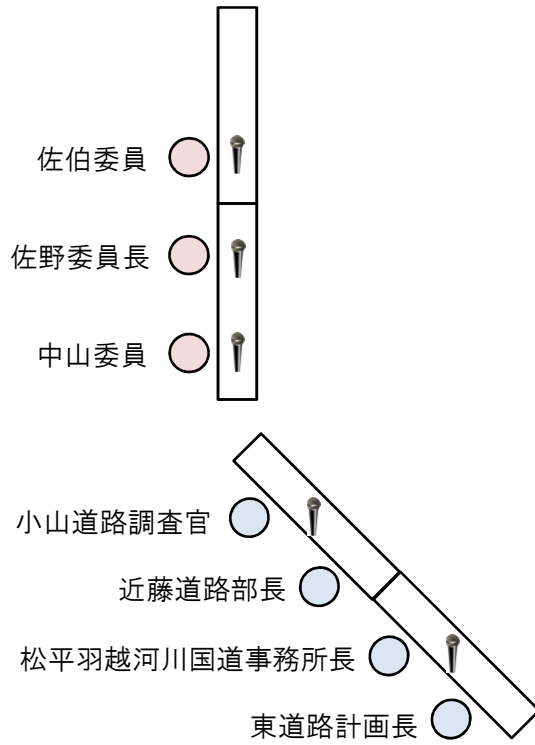 佐伯委員
佐野委員長
中山委員
小山道路調査官
近藤道路部長
松平羽越河川国道事務所長
東道路計画長